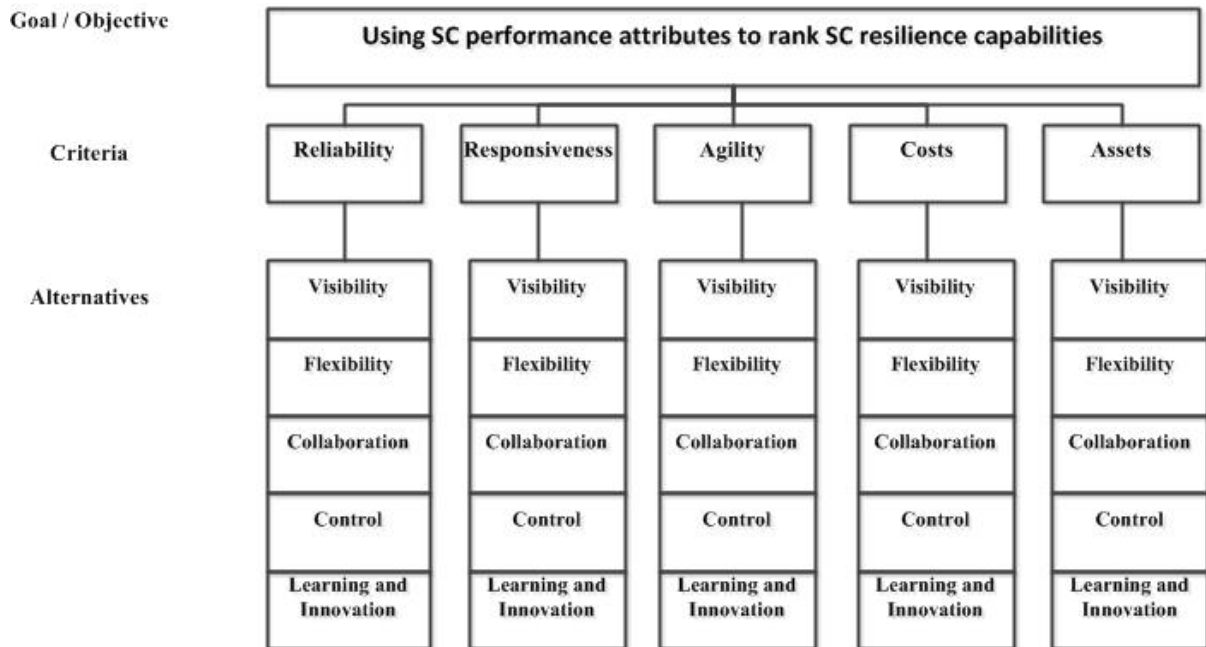 Goal / Objective
Using SC performance attributes to rank SC resilience capabilities
Criteria
Reliability
Responsiveness
Agility
Costs
Assets
Alternatives
Visibility
Visibility
Visibility
Visibility
Visibility
Flexibility
Flexibility
Flexibility
Flexibility
Flexibility
Collaboration
Collaboration
Collaboration
Collaboration
Collaboration
Control
Control
Control
Control
Control
Learning and
Innovation
Learning and
Innovation
Learning and
Innovation
Learning and
Innovation
Learning and
Innovation